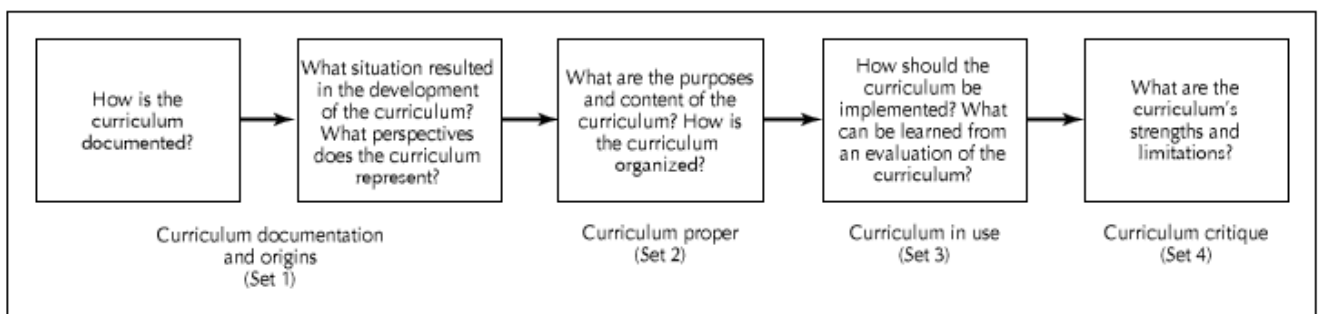 How is the
curriculum
documented?
What situation resulted
in the development
of the curriculum?
What perspectives
does the curriculum
represent?
What are the purposes
and content of the
curriculum? How is
the curriculum
organized?
How should the
curriculum be
implemented? What
can be learned from
an evaluation of the
curriculum?
What are the
curriculum's
strengths and
limitations?
Curriculum documentation
and origins
(Set 1)
Curriculum proper
(Set 2)
Curriculum in use
(Set 3)
Curriculum critique
(Set 4)